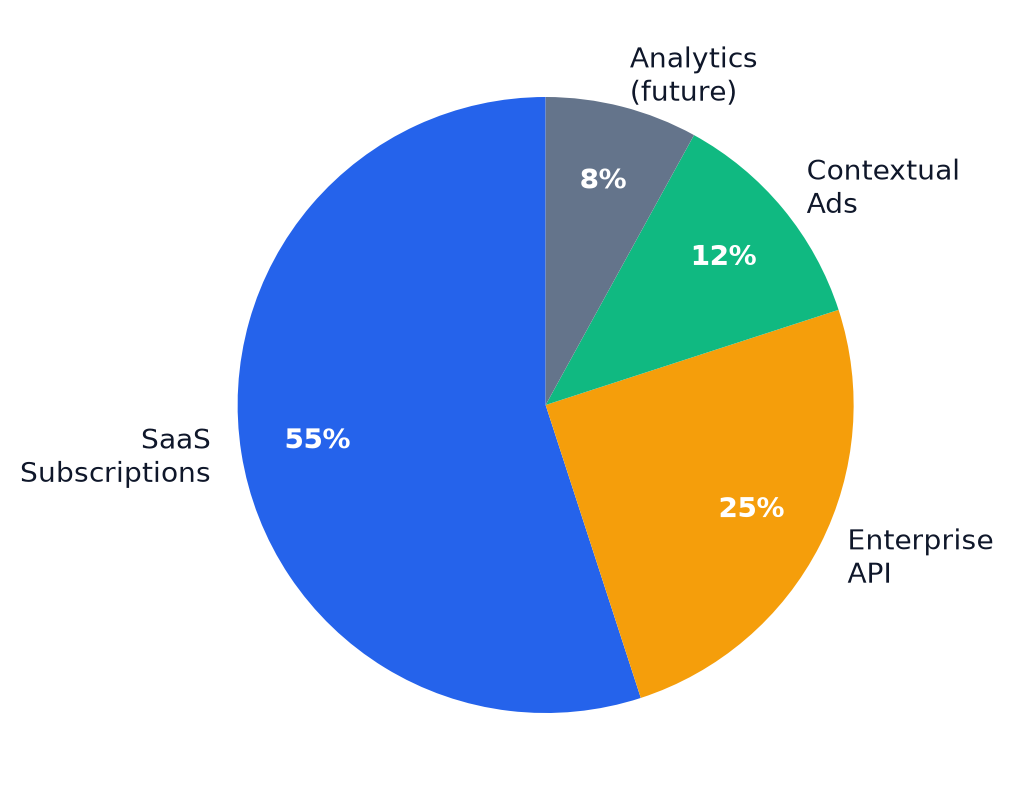 Analytics
(future)
8%
Contextual
Ads
12%
SaaS
Subscriptions
55%
25%
Enterprise
API